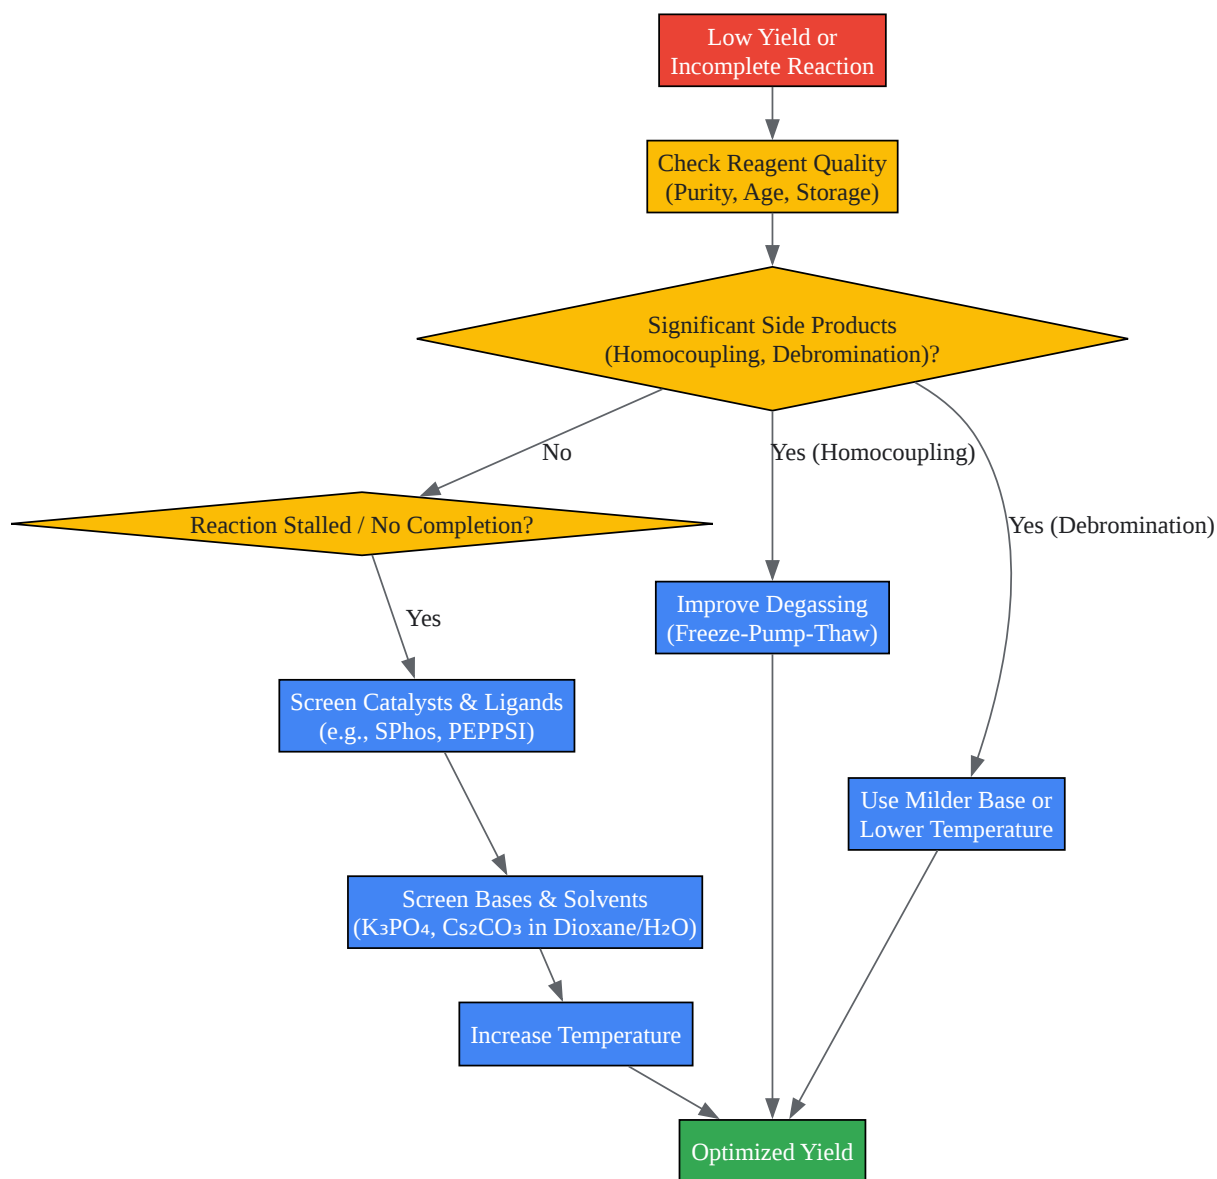 Low Yield or
Incomplete Reaction
Check Reagent Quality
(Purity, Age, Storage)
Significant Side Products
(Homocoupling, Debromination)?
No
Yes (Homocoupling)
Reaction Stalled / No Completion?
Yes (Debromination)
Yes
Improve Degassing
(Freeze-Pump-Thaw)
Screen Catalysts & Ligands
(e.g., SPhos, PEPPSI)
Use Milder Base or
Lower Temperature
Screen Bases & Solvents
(K₃PO₄, Cs₂CO₃ in Dioxane/H₂O)
Increase Temperature
Optimized Yield